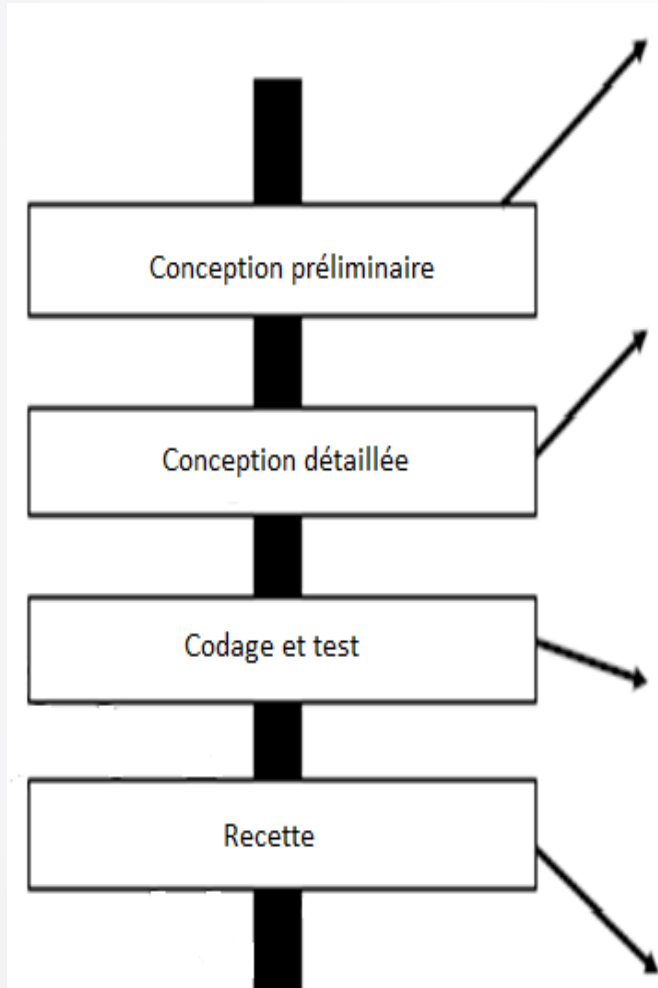 Conception préliminaire
Conception détaillée
Codage et test
Recette